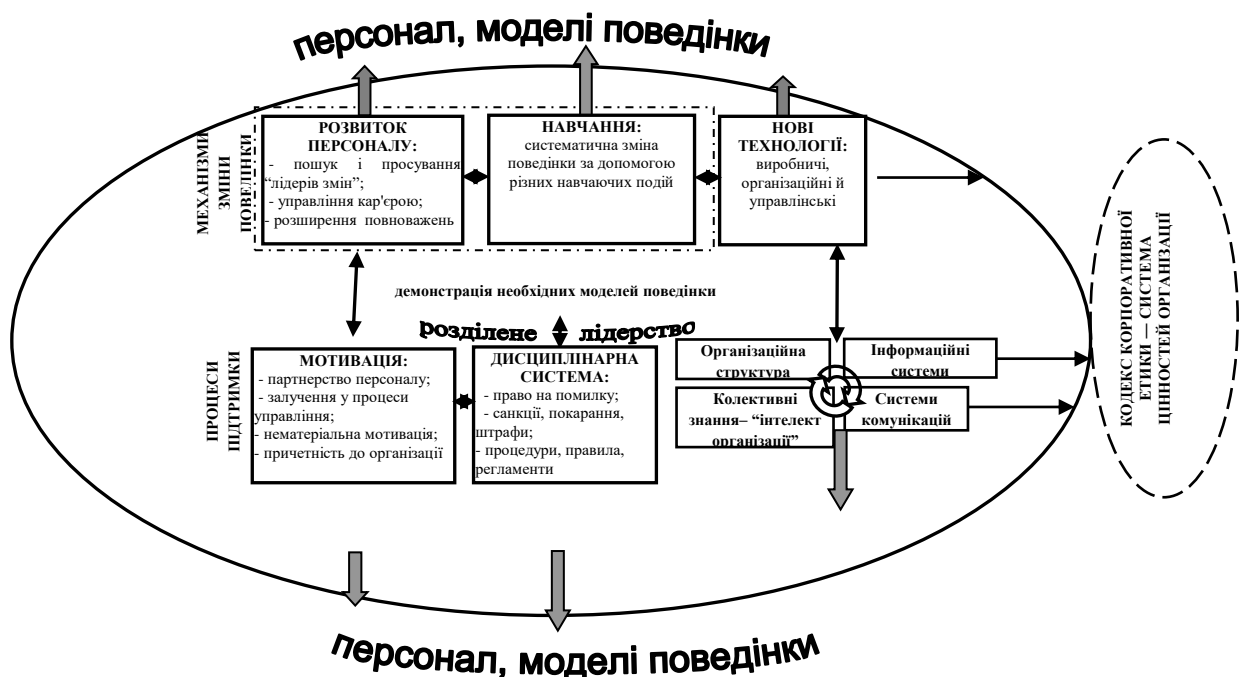 персонал, моделі поведінки
МЕХАНІЗМИ
ЗМІНИ
ПОВЕДІНКИ
РОЗВИТОК
ПЕРСОНАЛУ:
- пошук і просування
“лідерів змін”;
- управління кар'єрою;
- розширення повноважень
НАВЧАННЯ:
систематична зміна
поведінки за допомогою
різних навчаючих подій
НОВІ
ТЕХНОЛОГІЇ:
виробничі,
організаційні й
управлінські
демонстрація необхідних моделей поведінки
розділене лідерство
ПРОЦЕСИ
ПІДТРИМКИ
МОТИВАЦІЯ:
- партнерство персоналу;
- залучення у процеси
управління;
- нематеріальна мотивація;
- причетність до організації
ДИСЦИПЛІНАРНА
СИСТЕМА:
- право на помилку;
- санкції, покарання,
штрафи;
- процедури, правила,
регламенти
Організаційна
структура
Інформаційні
системи
Колективні
знання– “інтелект
організації”
Системи
комунікацій
КОДЕКС КОРПОРАТИВНОЇ
ЕТИКИ — СИСТЕМА
ЦІННОСТЕЙ ОРГАНІЗАЦІЇ
персонал, моделі поведінки